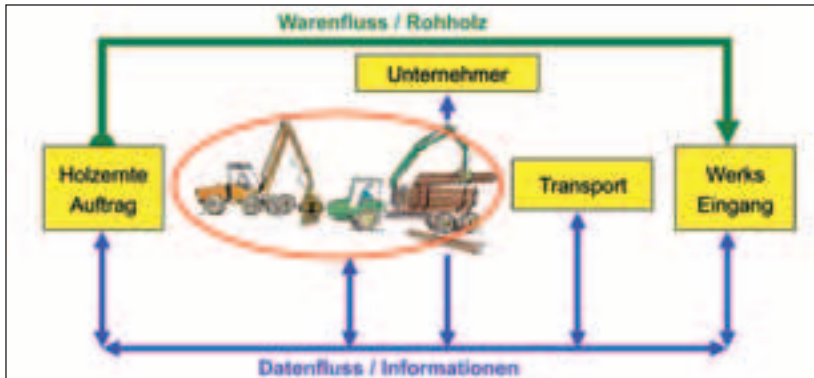 Warenfluss / Rohholz
Unternehmer
Holzernte
Auftrag
Transport
Werks
Eingang
Datenfluss / Informationen